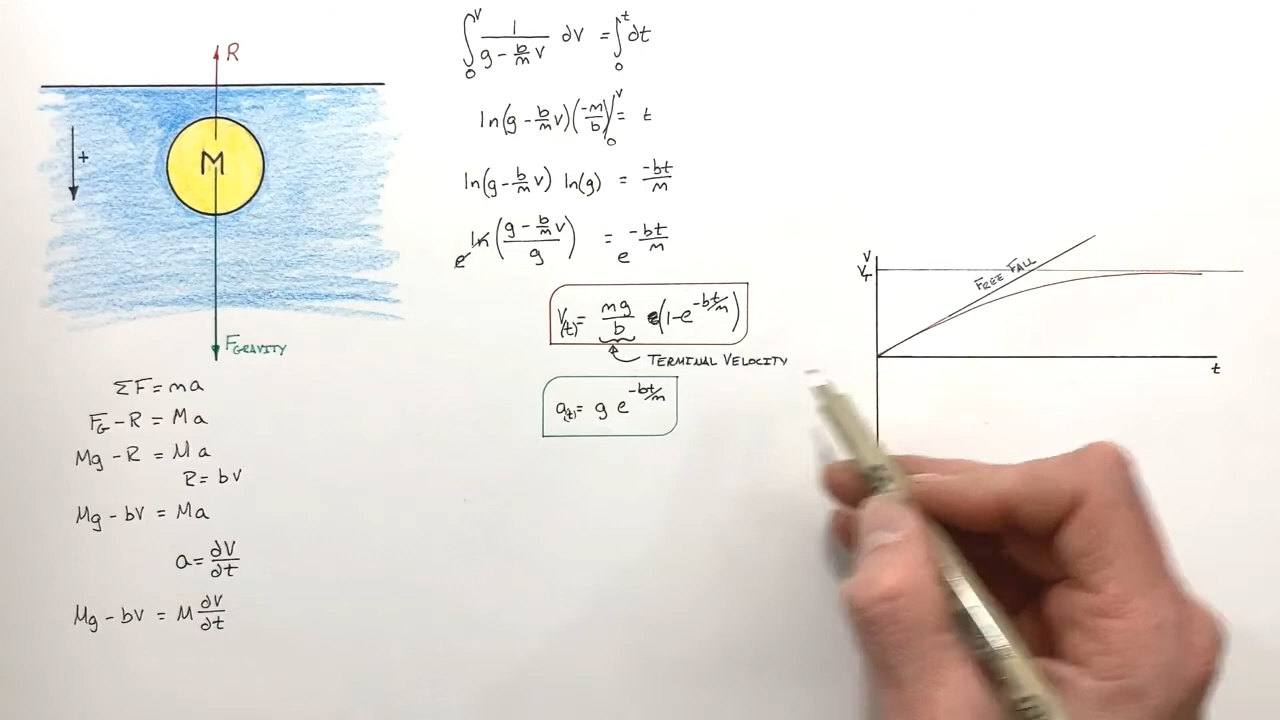 R
+
M
F_GRAVITY
ΣF = ma
F_G - R = Ma
Mg - R = Ma
R = bV
Mg - bV = Ma
a = ∂V/∂t
Mg - bV = M ∂V/∂t
∫₀^V 1/(g - b/m V) ∂V = ∫₀^t ∂t
ln(g - b/m V)(-m/b)|₀^V = t
ln(g - b/m V) ln(g) = -bt/m
e^ln((g - b/m V)/g) = e^(-bt/m)
V(t) = mg/b (1 - e^(-bt/m))
TERMINAL VELOCITY
a(t) = g e^(-bt/m)
V
V_T
FREE FALL
t